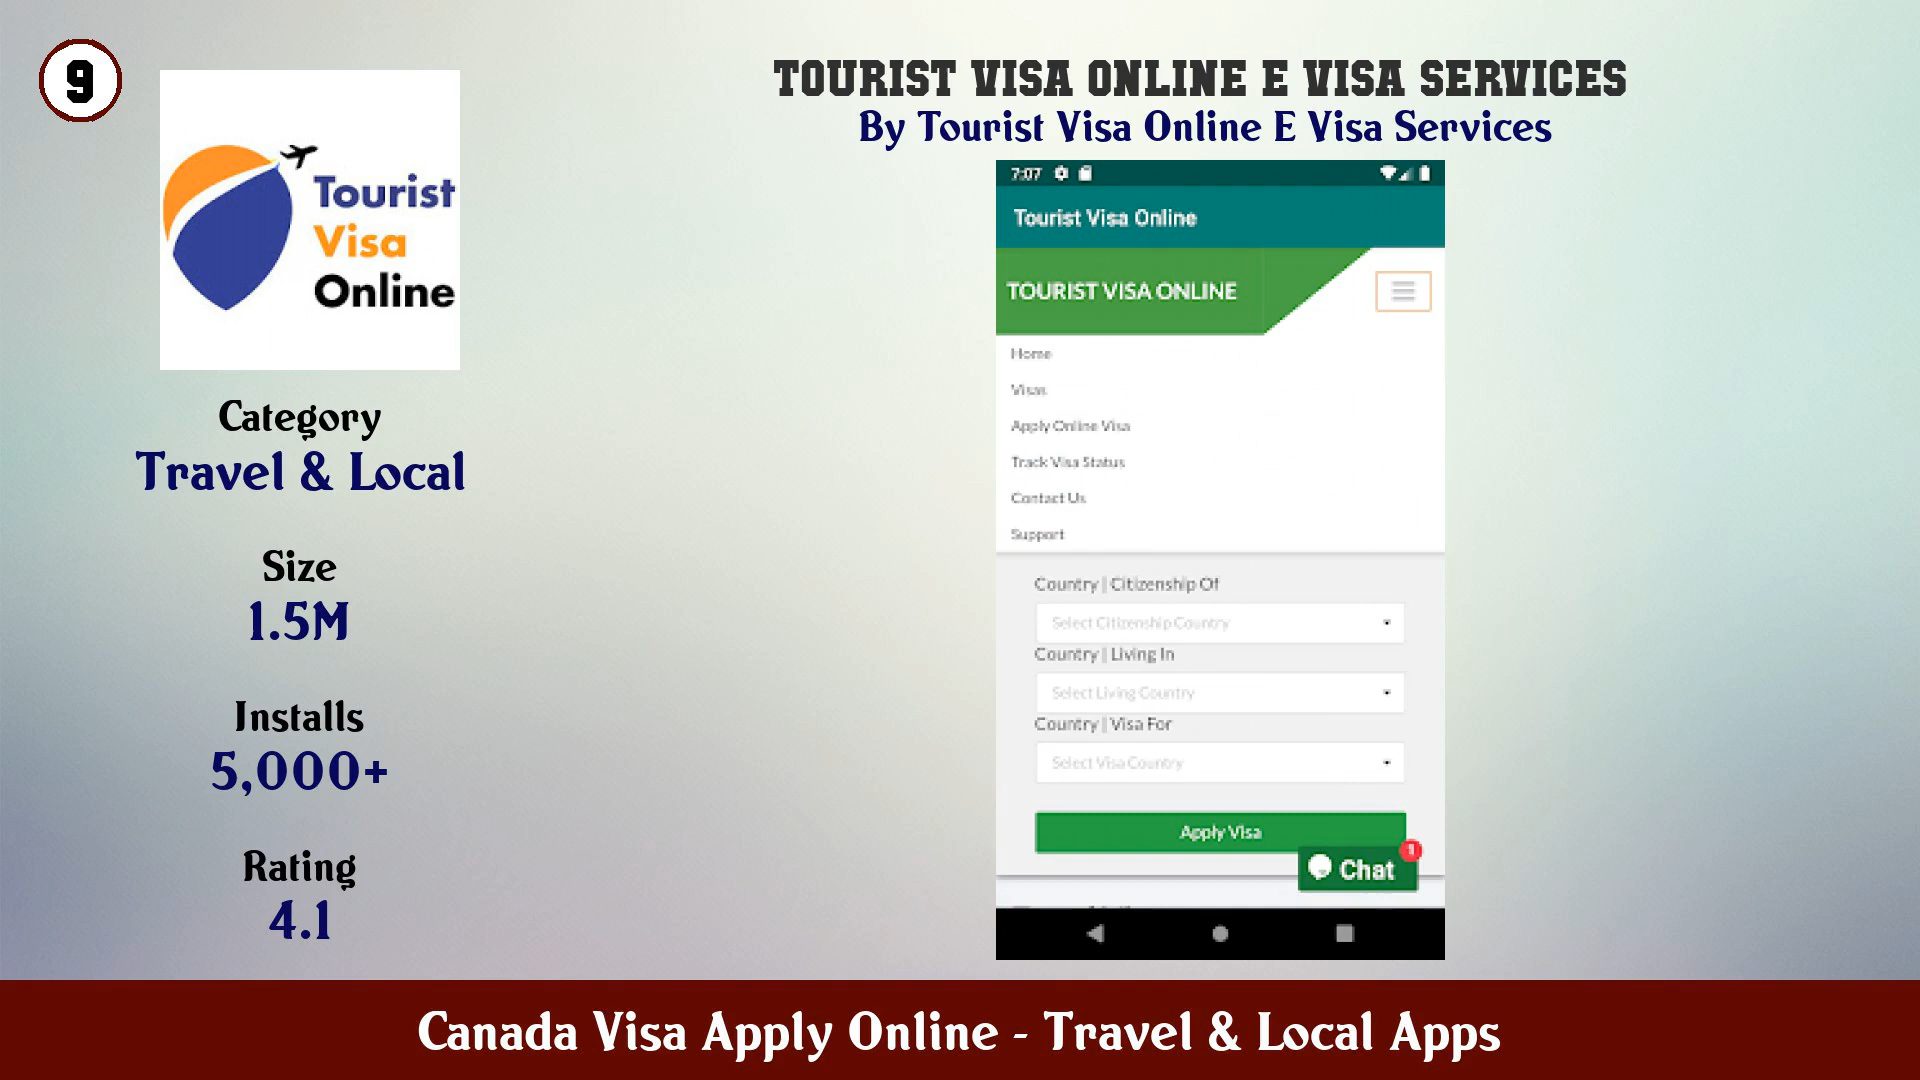 9
TOURIST VISA ONLINE E VISA SERVICES
By Tourist Visa Online E Visa Services
Tourist
Visa
Online
Category
Travel & Local
Size
1.5M
Installs
5,000+
Rating
4.1
7:07
Tourist Visa Online
TOURIST VISA ONLINE
Home
Visas
Apply Online Visa
Track Visa Status
Contact Us
Support
Country | Citizenship Of
Select Citizenship Country
Country | Living In
Select Living Country
Country | Visa For
Select Visa Country
Apply Visa
1
Chat
Canada Visa Apply Online - Travel & Local Apps